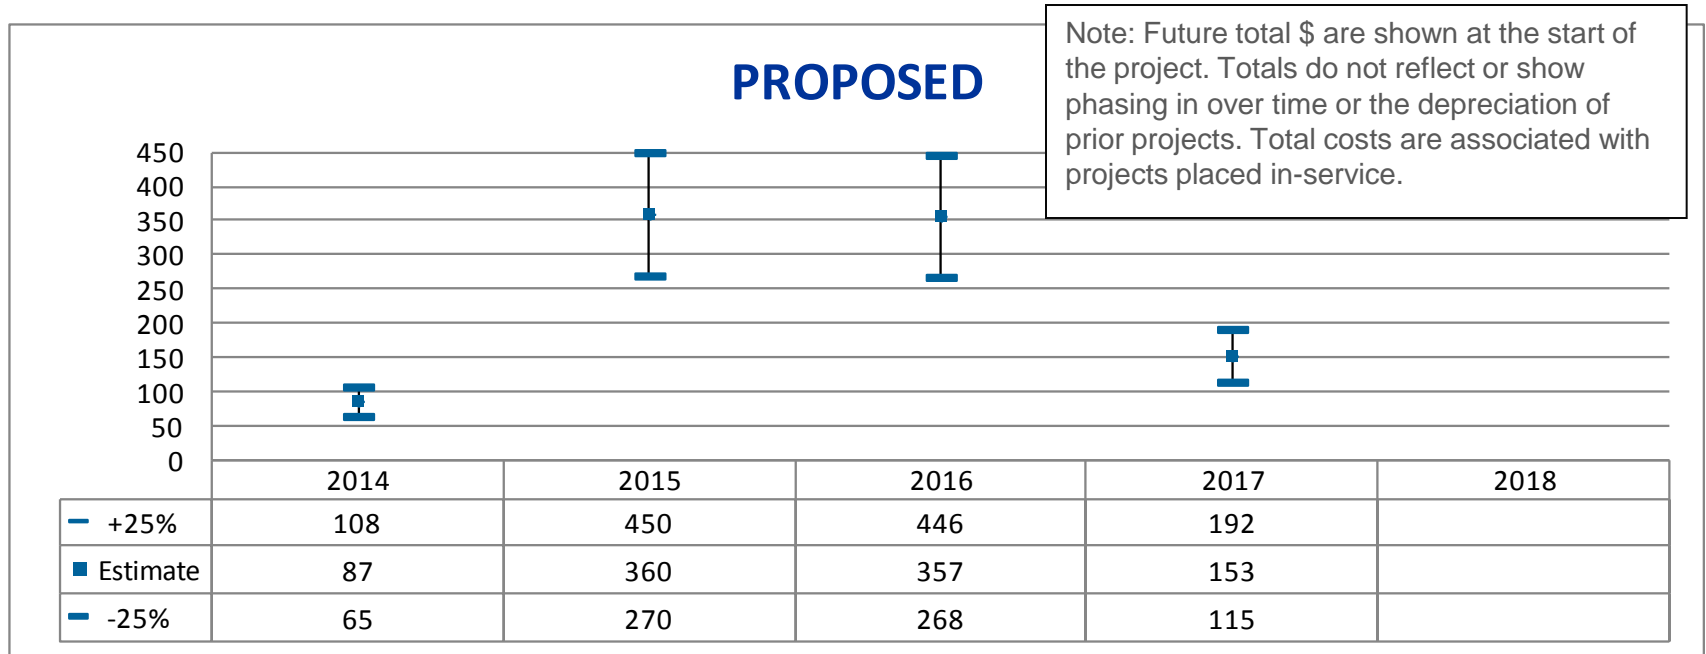 Note: Future total $ are shown at the start of
the project. Totals do not reflect or show
phasing in over time or the depreciation of
prior projects. Total costs are associated with
projects placed in-service.
PROPOSED
450
400
350
300
250
200
150
100
50
0
2014 2015 2016 2017 2018
+25% 108 450 446 192
Estimate 87 360 357 153
-25% 65 270 268 115